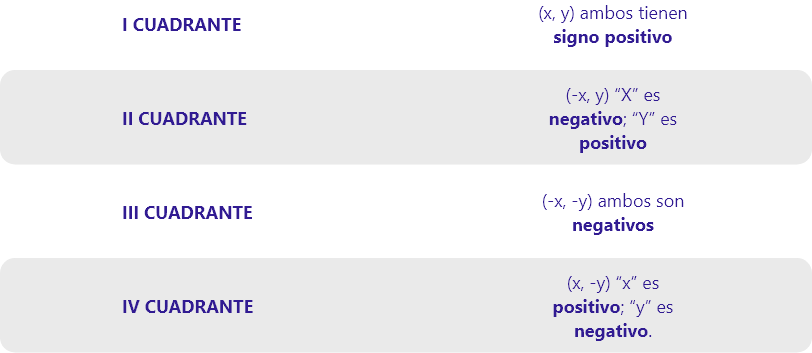 I CUADRANTE
(x, y) ambos tienen
signo positivo
II CUADRANTE
(-x, y) “X” es
negativo; “Y” es
positivo
III CUADRANTE
(-x, -y) ambos son
negativos
IV CUADRANTE
(x, -y) “x” es
positivo; “y” es
negativo.